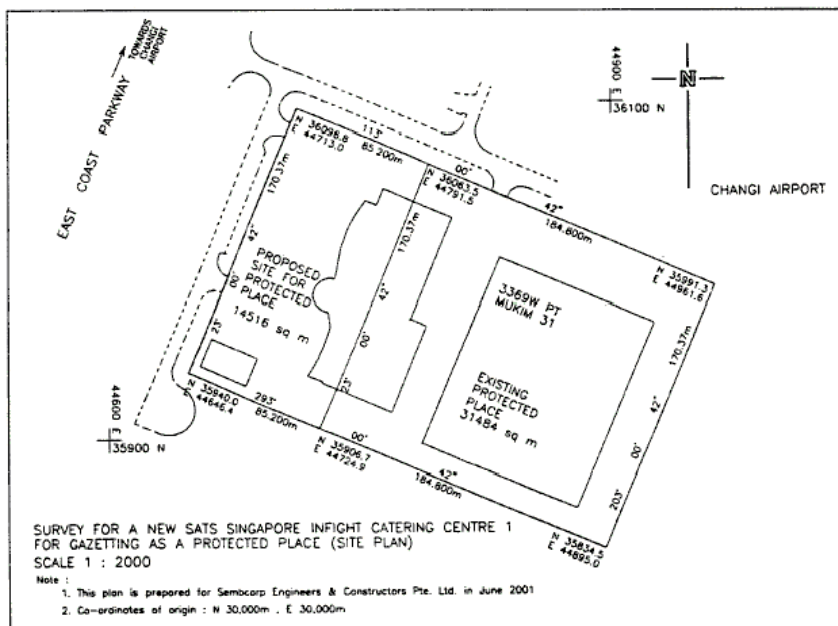 TOWARDS
CHANGI
AIRPORT
EAST COAST PARKWAY
44900 E
36100 N
N
CHANGI AIRPORT
N 36098.8
E 44713.0
113°
85.200m
00'
N 36063.5
E 44791.5
42"
184.800m
N 35991.3
E 44961.6
170.37m
42"
00'
23°
170.37m
42"
00'
23°
170.37m
42"
00'
203°
PROPOSED
SITE FOR
PROTECTED
PLACE
14516 sq m
3369W PT
MUKIM 31
EXISTING
PROTECTED
PLACE
31484 sq m
44600 E
35900 N
N 35940.0
E 44646.4
293°
85.200m
00'
N 35906.7
E 44724.9
42"
184.800m
N 35834.5
E 44895.0
SURVEY FOR A NEW SATS SINGAPORE INFIGHT CATERING CENTRE 1
FOR GAZETTING AS A PROTECTED PLACE (SITE PLAN)
SCALE 1 : 2000
Note :
1. This plan is prepared for Sembcorp Engineers & Constructors Pte. Ltd. in June 2001
2. Co-ordinates of origin : N 30,000m , E 30,000m